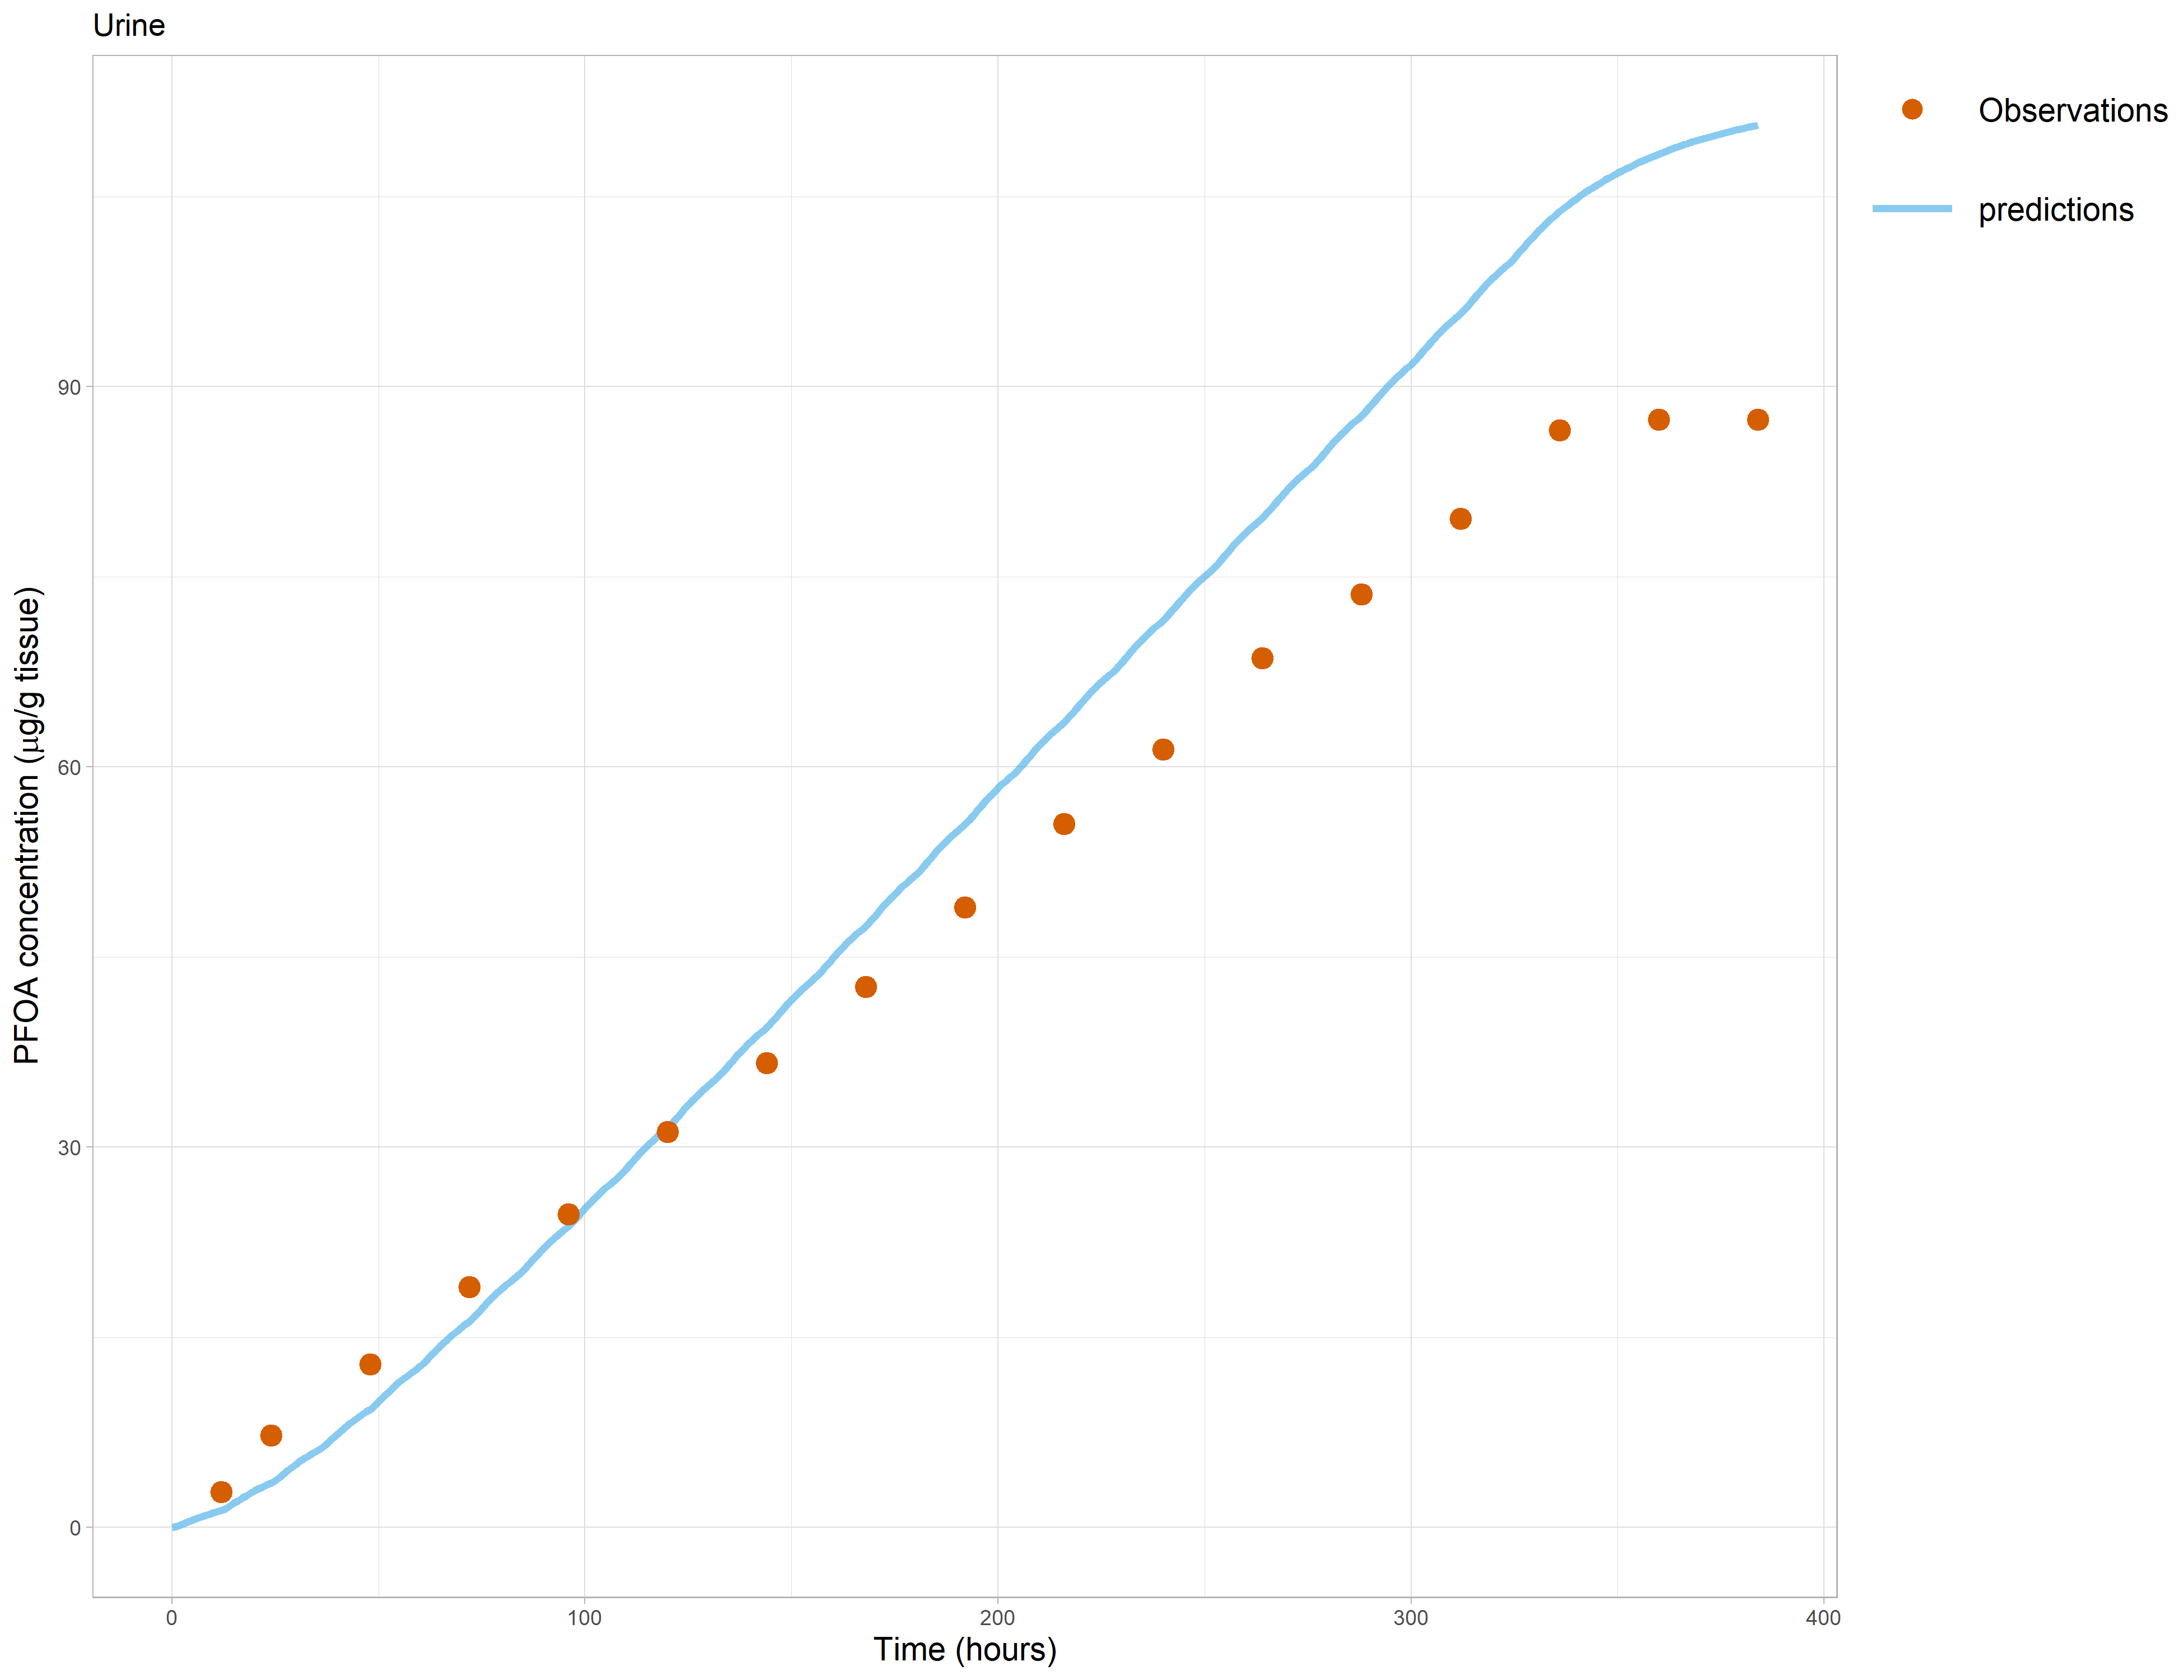 Urine
Observations
predictions
PFOA concentration (μg/g tissue)
90
60
30
0
0 100 200 300 400
Time (hours)